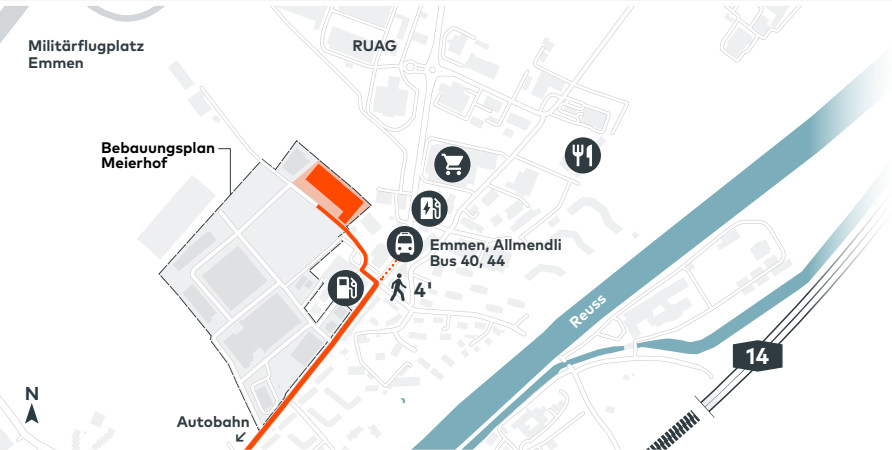 Militärflugplatz
Emmen
RUAG
Bebauungsplan
Meierhof
Emmen, Allmendli
Bus 40, 44
4'
Reuss
14
N
Autobahn